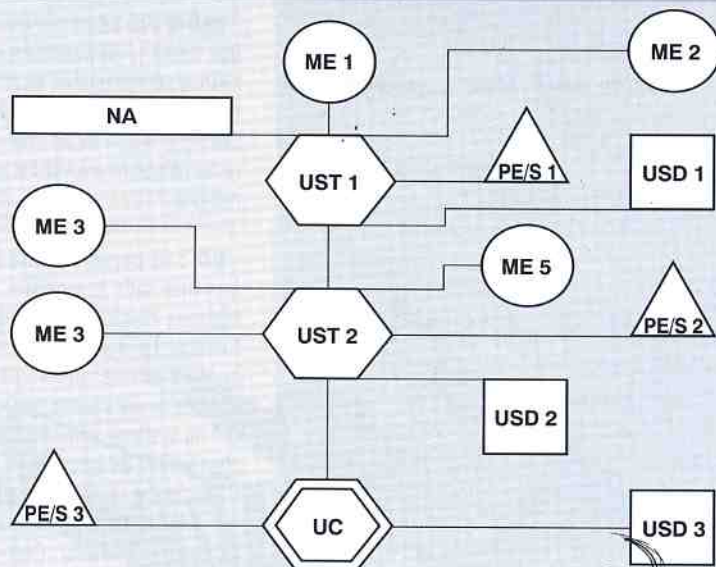 ME 1
ME 2
NA
UST 1
PE/S 1
USD 1
ME 3
ME 5
ME 3
UST 2
PE/S 2
USD 2
PE/S 3
UC
USD 3